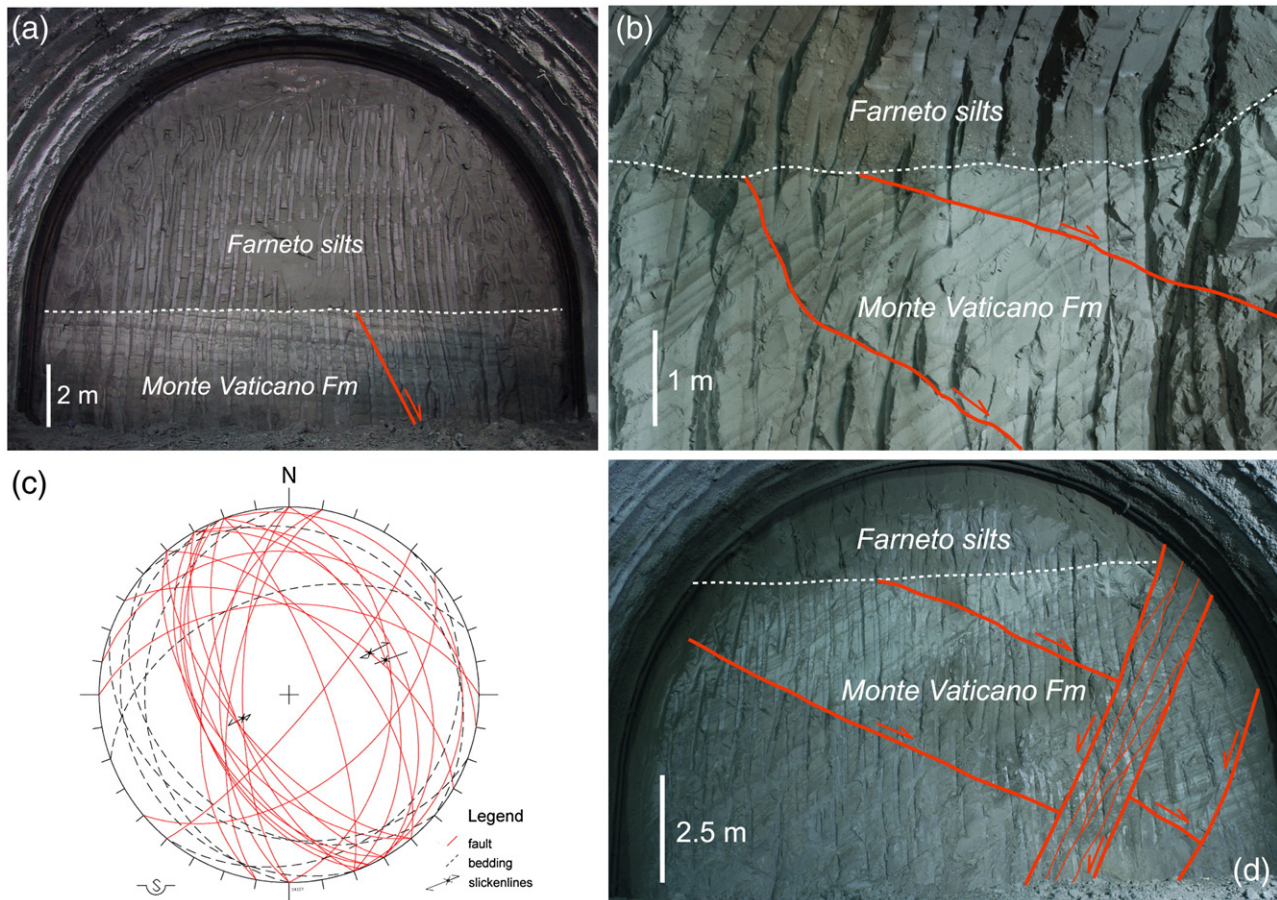 (a)
Farneto silts
Monte Vaticano Fm
2 m
(b)
Farneto silts
Monte Vaticano Fm
1 m
(c)
N
Legend
fault
bedding
slickenlines
S
Farneto silts
Monte Vaticano Fm
2.5 m
(d)